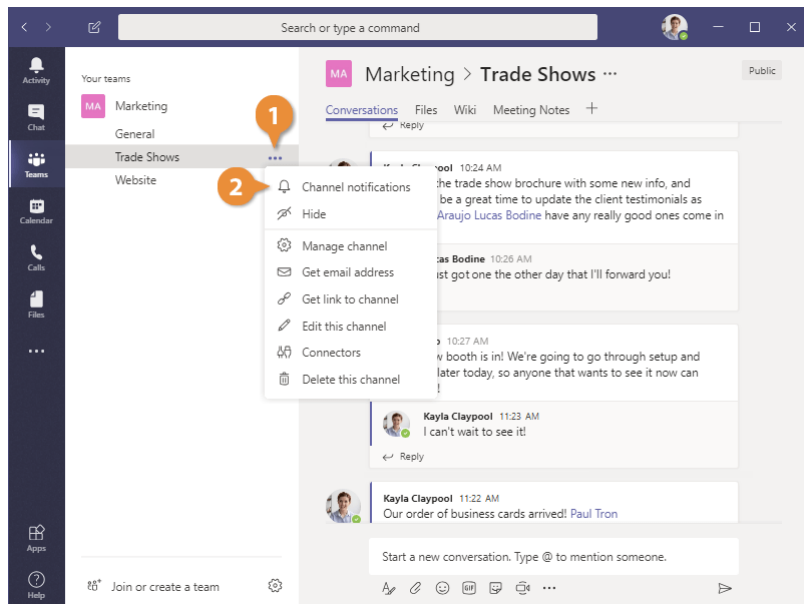 Search or type a command
Activity
Chat
Teams
Calendar
Calls
Files
Apps
Help
Your teams
MA Marketing
General
Trade Shows
Website
Join or create a team
1
2
Channel notifications
Hide
Manage channel
Get email address
Get link to channel
Edit this channel
Connectors
Delete this channel
MA Marketing > Trade Shows ...
Public
Conversations Files Wiki Meeting Notes +
Reply
10:24 AM
the trade show brochure with some new info, and
be a great time to update the client testimonials as
Araujo Lucas Bodine have any really good ones come in
Bodine 10:26 AM
got one the other day that I'll forward you!
10:27 AM
booth is in! We're going to go through setup and
later today, so anyone that wants to see it now can
Kayla Claypool 11:23 AM
I can't wait to see it!
Reply
Kayla Claypool 11:22 AM
Our order of business cards arrived! Paul Tron
Start a new conversation. Type @ to mention someone.
GIF